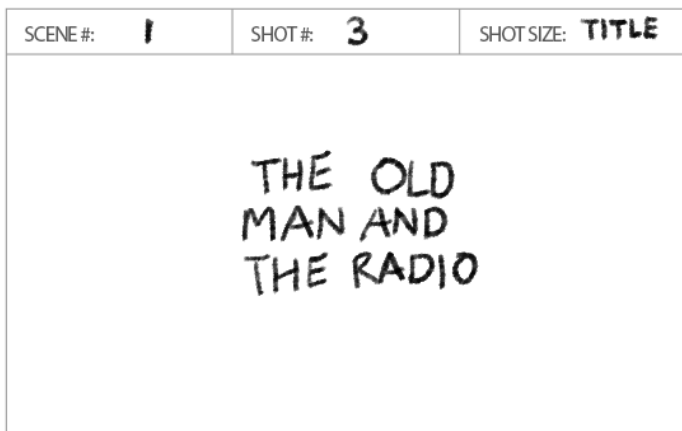 SCENE #: 1 SHOT #: 3 SHOT SIZE: TITLE
THE OLD
MAN AND
THE RADIO